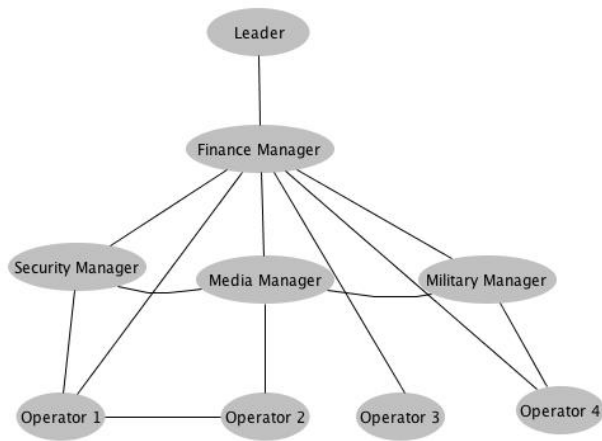 Leader
Finance Manager
Security Manager
Media Manager
Military Manager
Operator 1
Operator 2
Operator 3
Operator 4